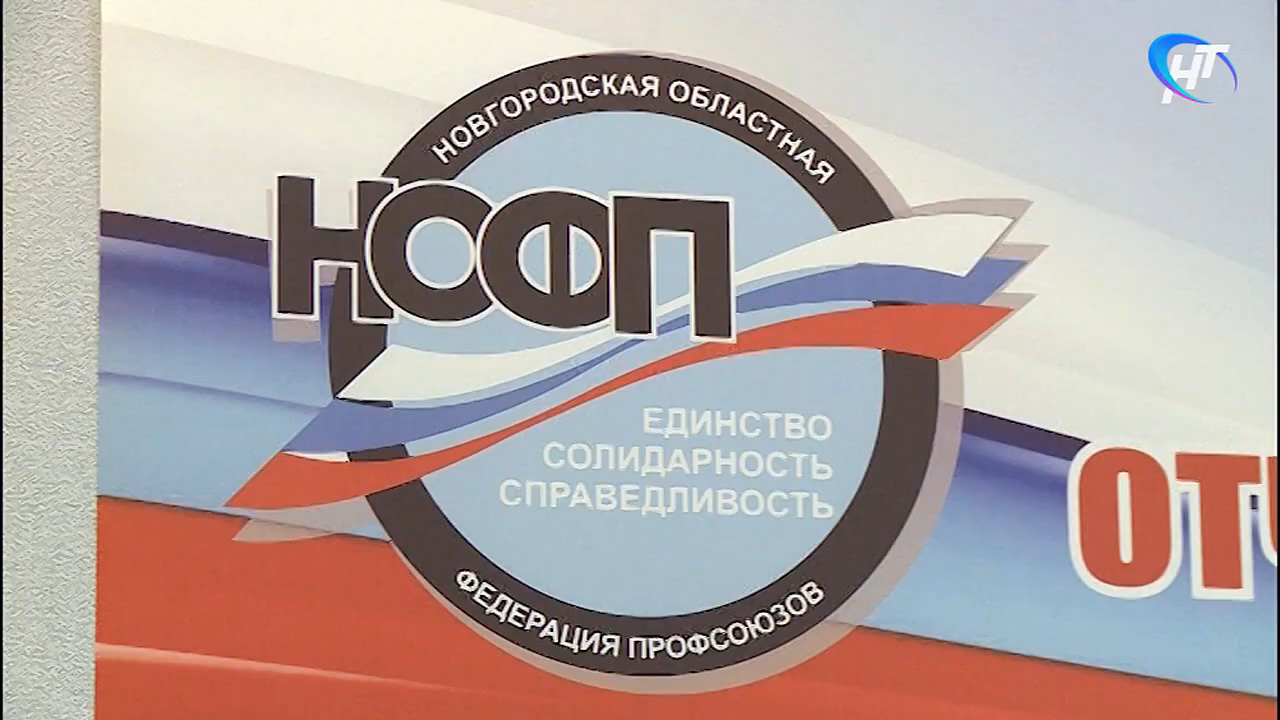 НТ
НОВГОРОДСКАЯ ОБЛАСТНАЯ
НОФП
ЕДИНСТВО
СОЛИДАРНОСТЬ
СПРАВЕДЛИВОСТЬ
ФЕДЕРАЦИЯ ПРОФСОЮЗОВ